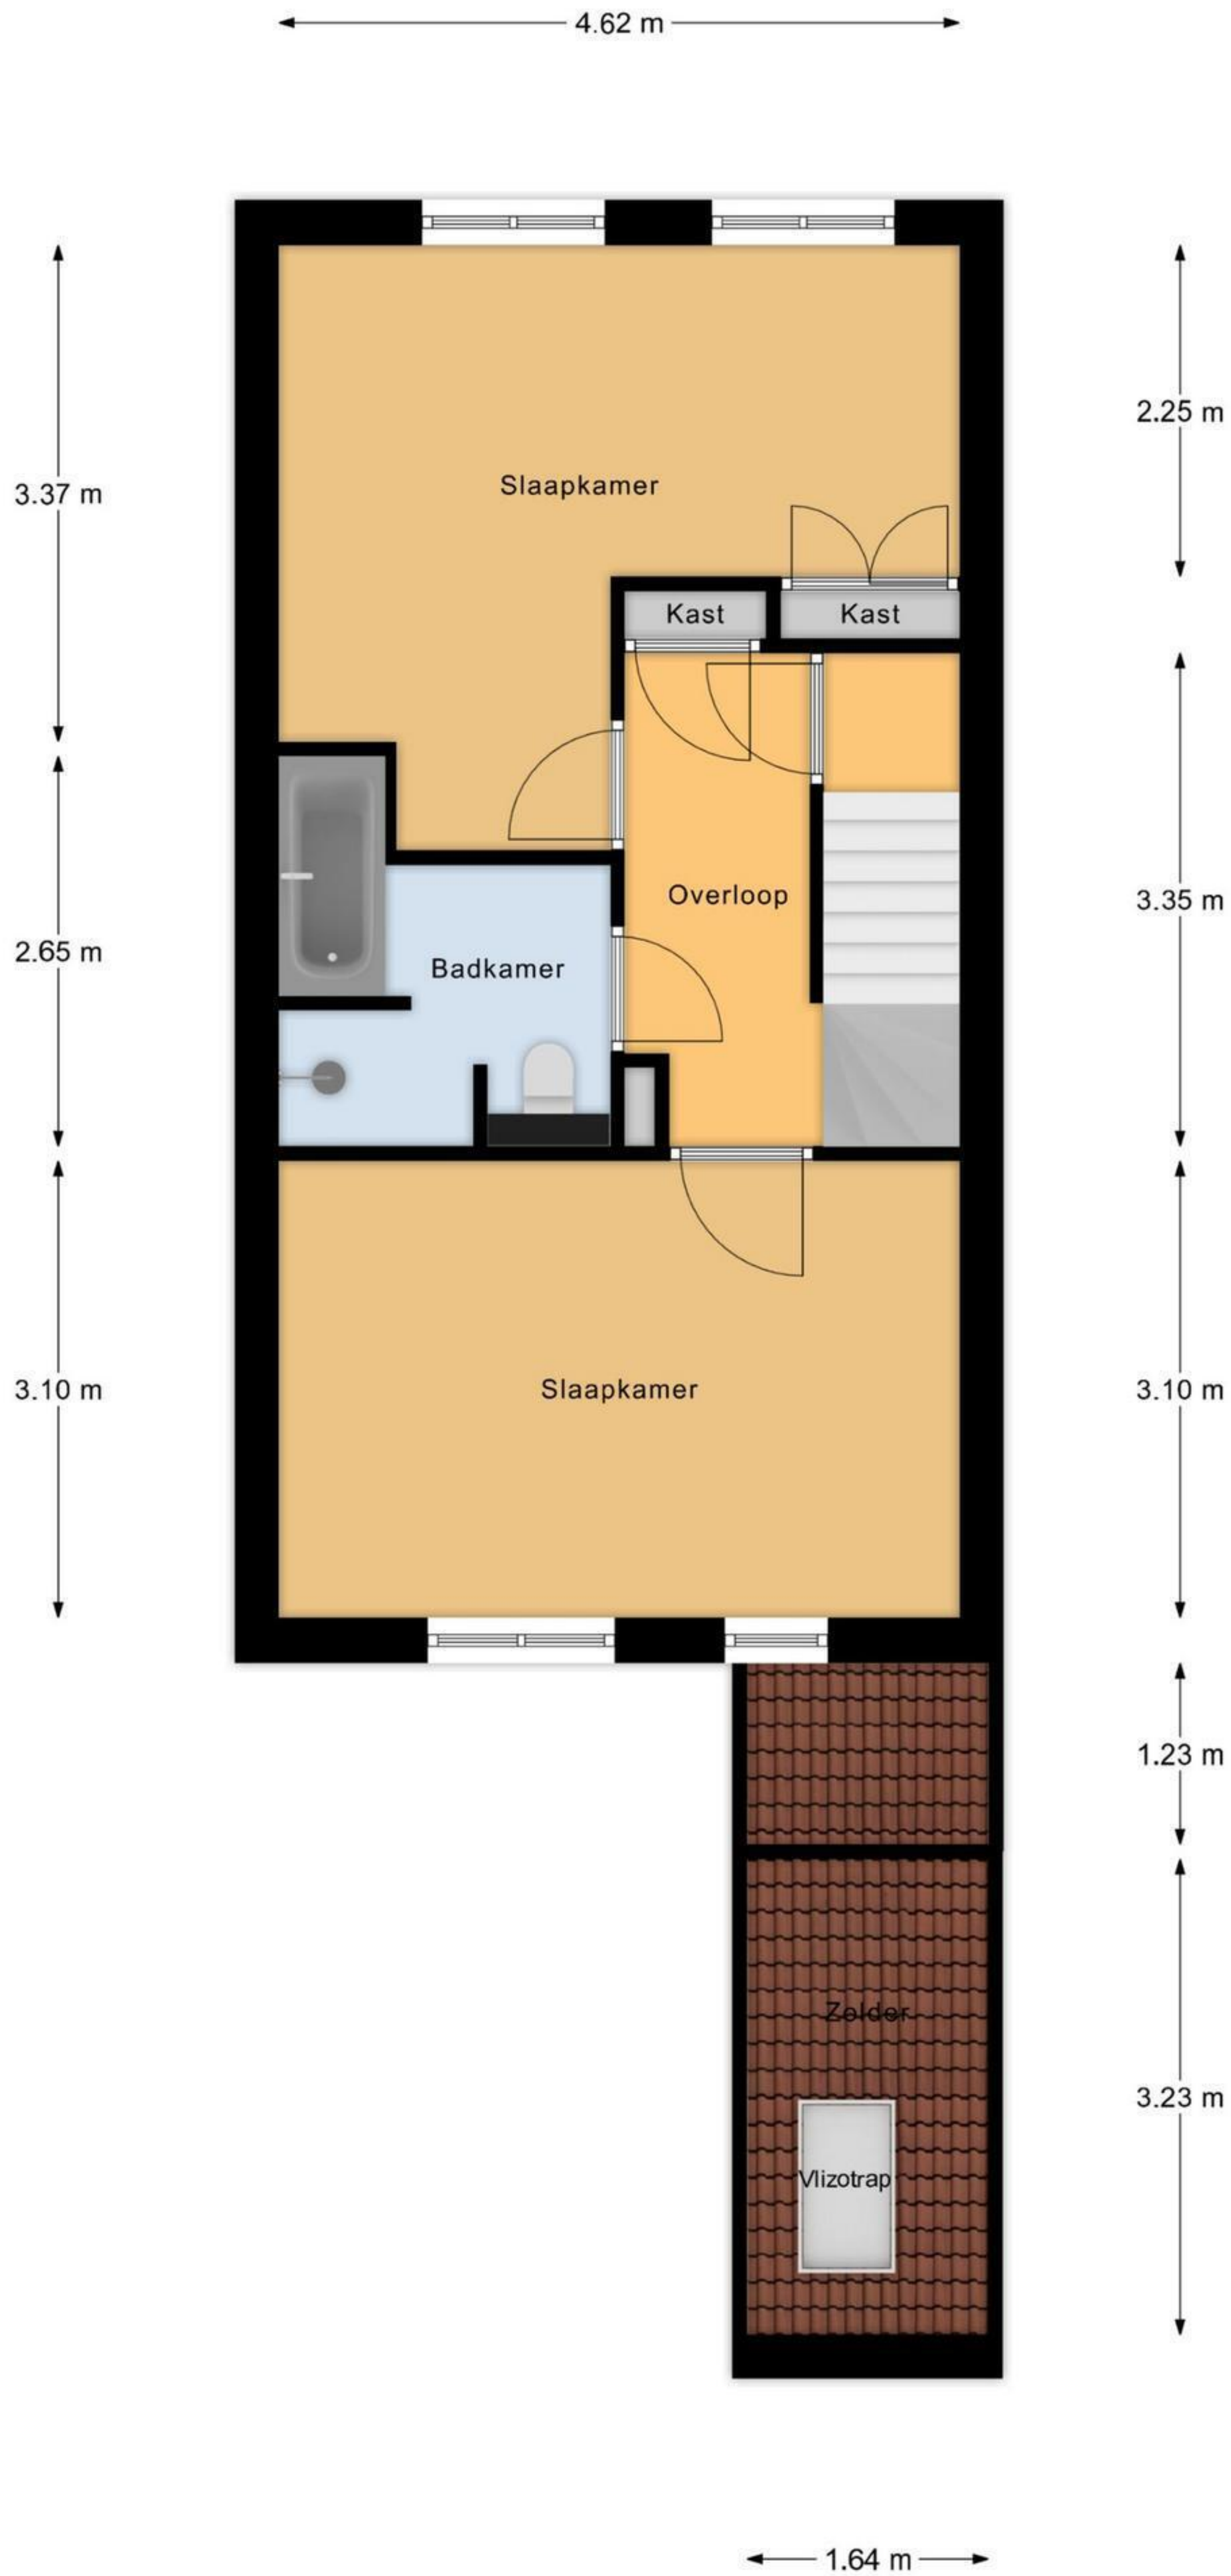 4.62 m
2.25 m
3.37 m
Slaapkamer
Kast
Kast
3.35 m
Overloop
2.65 m
Badkamer
3.10 m
Slaapkamer
3.10 m
1.23 m
Zolder
3.23 m
Vlizotrap
1.64 m